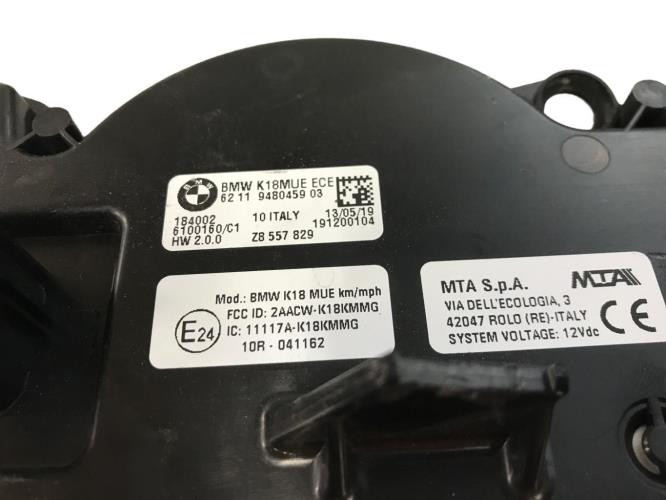 BMW
BMW K18MUE ECE
62 11 9480459 03
184002 10 ITALY 13/05/19
6100160/C1 191200104
HW 2.0.0 Z8 557 829
E24
Mod.: BMW K18 MUE km/mph
FCC ID: 2AACW-K18KMMG
IC: 11117A-K18KMMG
10R - 041162
MTA S.p.A. MTA
VIA DELL'ECOLOGIA, 3
42047 ROLO (RE)-ITALY CE
SYSTEM VOLTAGE: 12Vdc